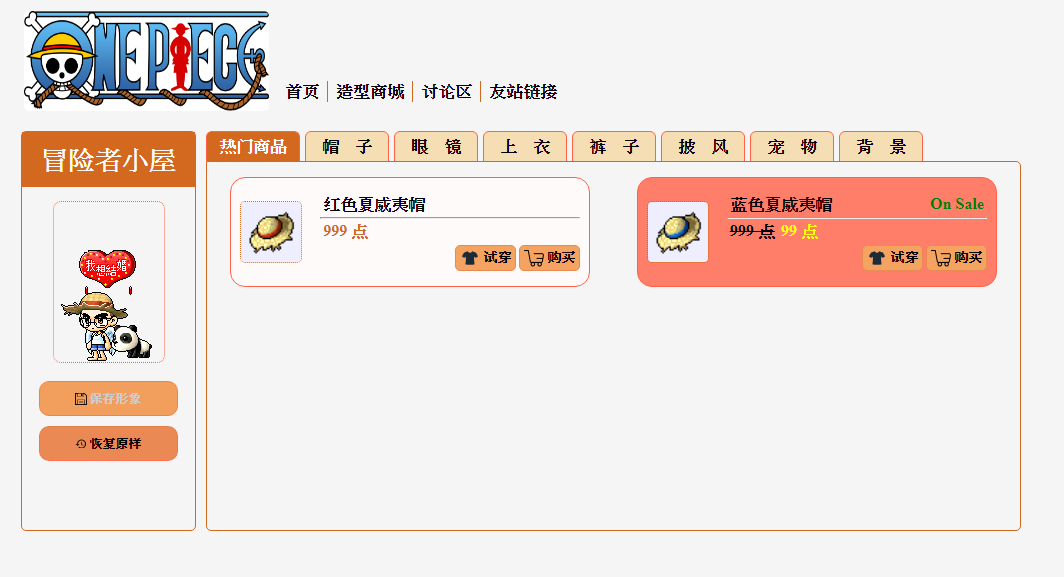 ONE PIECE
首页 造型商城 讨论区 友站链接
冒险者小屋
我想結婚
保存形象
恢复原样
热门商品 帽 子 眼 镜 上 衣 裤 子 披 风 宠 物 背 景
红色夏威夷帽
999 点
试穿 购买
蓝色夏威夷帽 On Sale
999 点 99 点
试穿 购买